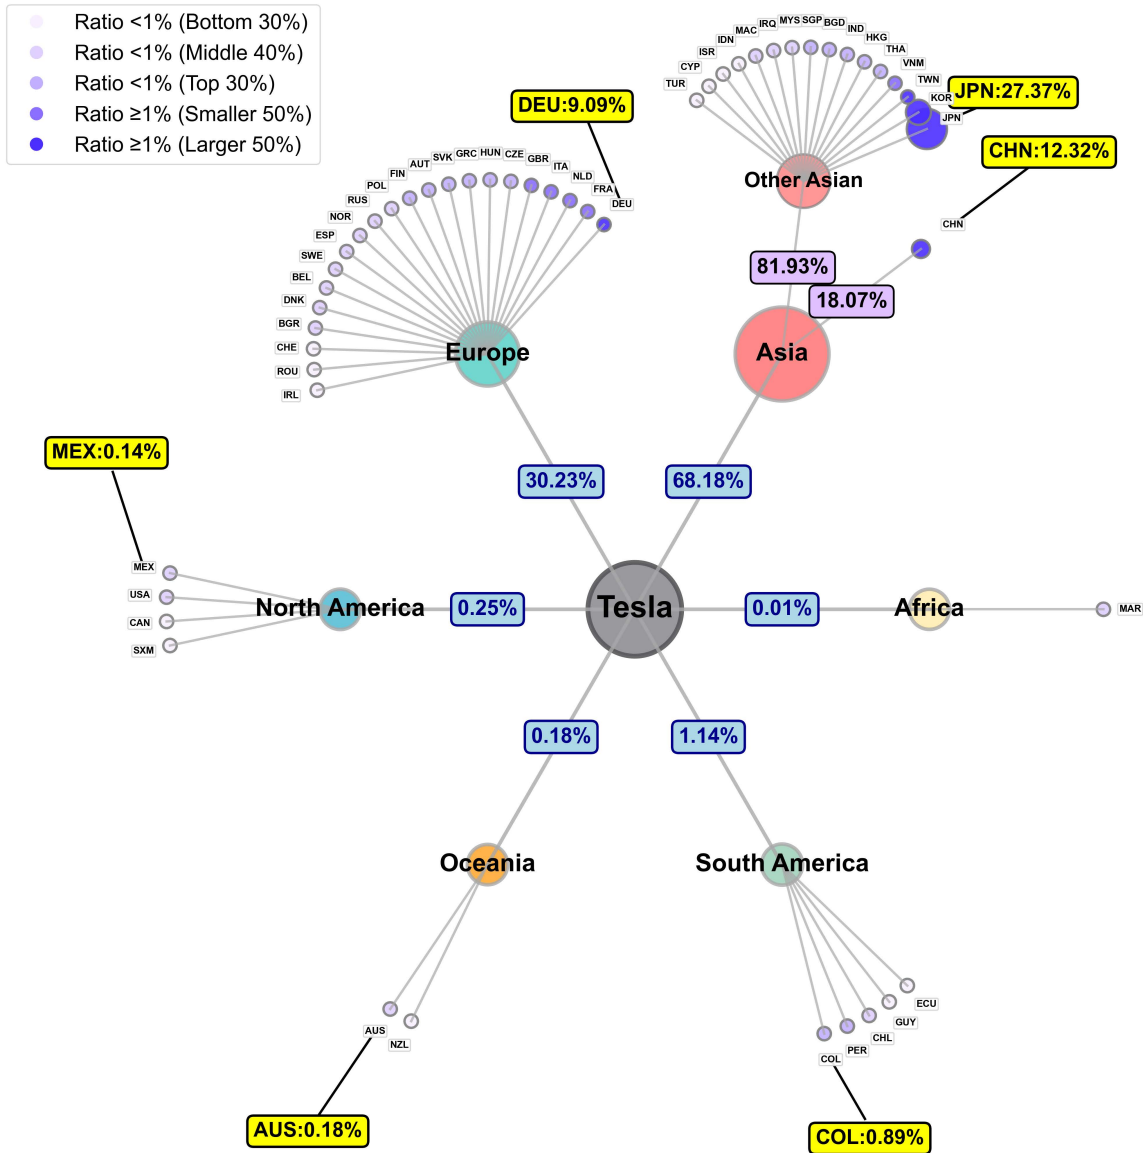 Ratio <1% (Bottom 30%)
Ratio <1% (Middle 40%)
Ratio <1% (Top 30%)
Ratio ≥1% (Smaller 50%)
Ratio ≥1% (Larger 50%)
DEU:9.09%
JPN:27.37%
CHN:12.32%
TUR
CYP
ISR
IDN
MAC
IRQ
MYS
SGP
BGD
IND
HKG
THA
VNM
TWN
KOR
JPN
Other Asian
CHN
81.93%
18.07%
Asia
IRL
ROU
CHE
BGR
DNK
BEL
SWE
ESP
NOR
RUS
POL
FIN
AUT
SVK
GRC
HUN
CZE
GBR
ITA
NLD
FRA
DEU
Europe
30.23%
68.18%
MEX:0.14%
MEX
USA
CAN
SXM
North America
0.25%
Tesla
0.01%
Africa
MAR
0.18%
1.14%
Oceania
South America
AUS
NZL
AUS:0.18%
ECU
GUY
CHL
PER
COL
COL:0.89%